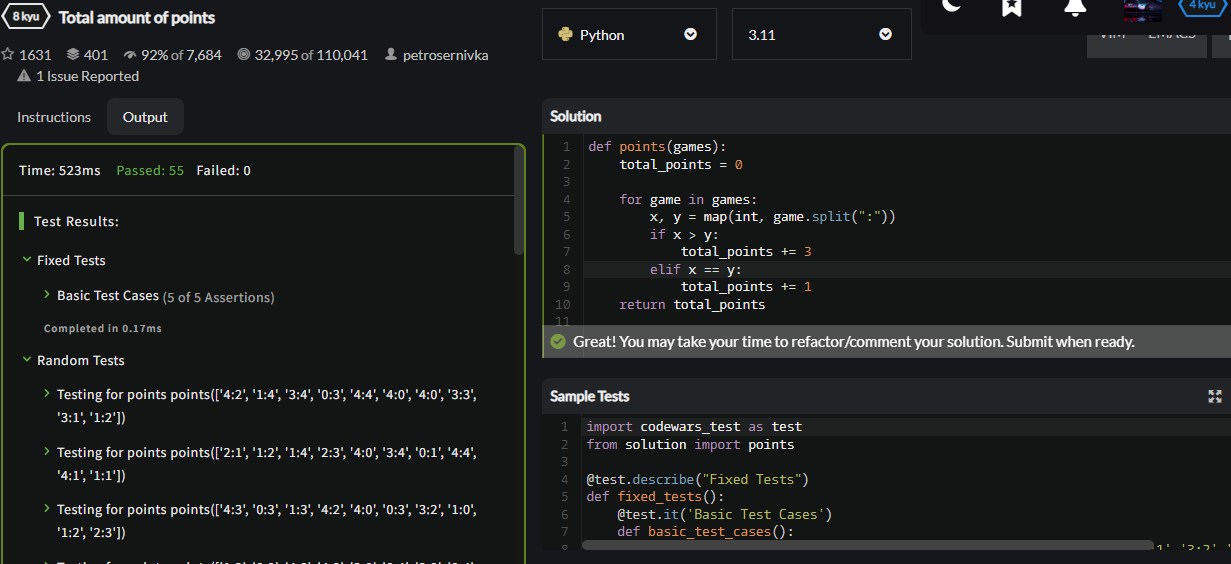 8 kyu Total amount of points
1631 401 92% of 7,684 32,995 of 110,041 petrosernivka
1 Issue Reported
Instructions Output
Time: 523ms Passed: 55 Failed: 0
Test Results:
Fixed Tests
Basic Test Cases (5 of 5 Assertions)
Completed in 0.17ms
Random Tests
Testing for points points(['4:2', '1:4', '3:4', '0:3', '4:4', '4:0', '4:0', '3:3',
'3:1', '1:2'])
Testing for points points(['2:1', '1:2', '1:4', '2:3', '4:0', '3:4', '0:1', '4:4',
'4:1', '1:1'])
Testing for points points(['4:3', '0:3', '1:3', '4:2', '4:0', '0:3', '3:2', '1:0',
'1:2', '2:3'])
Python 3.11
4 kyu
VIM EMACS
Solution
1 def points(games):
2     total_points = 0
3
4     for game in games:
5         x, y = map(int, game.split(":"))
6         if x > y:
7             total_points += 3
8         elif x == y:
9             total_points += 1
10     return total_points
11
Great! You may take your time to refactor/comment your solution. Submit when ready.
Sample Tests
1 import codewars_test as test
2 from solution import points
3
4 @test.describe("Fixed Tests")
5 def fixed_tests():
6     @test.it('Basic Test Cases')
7     def basic_test_cases():
8